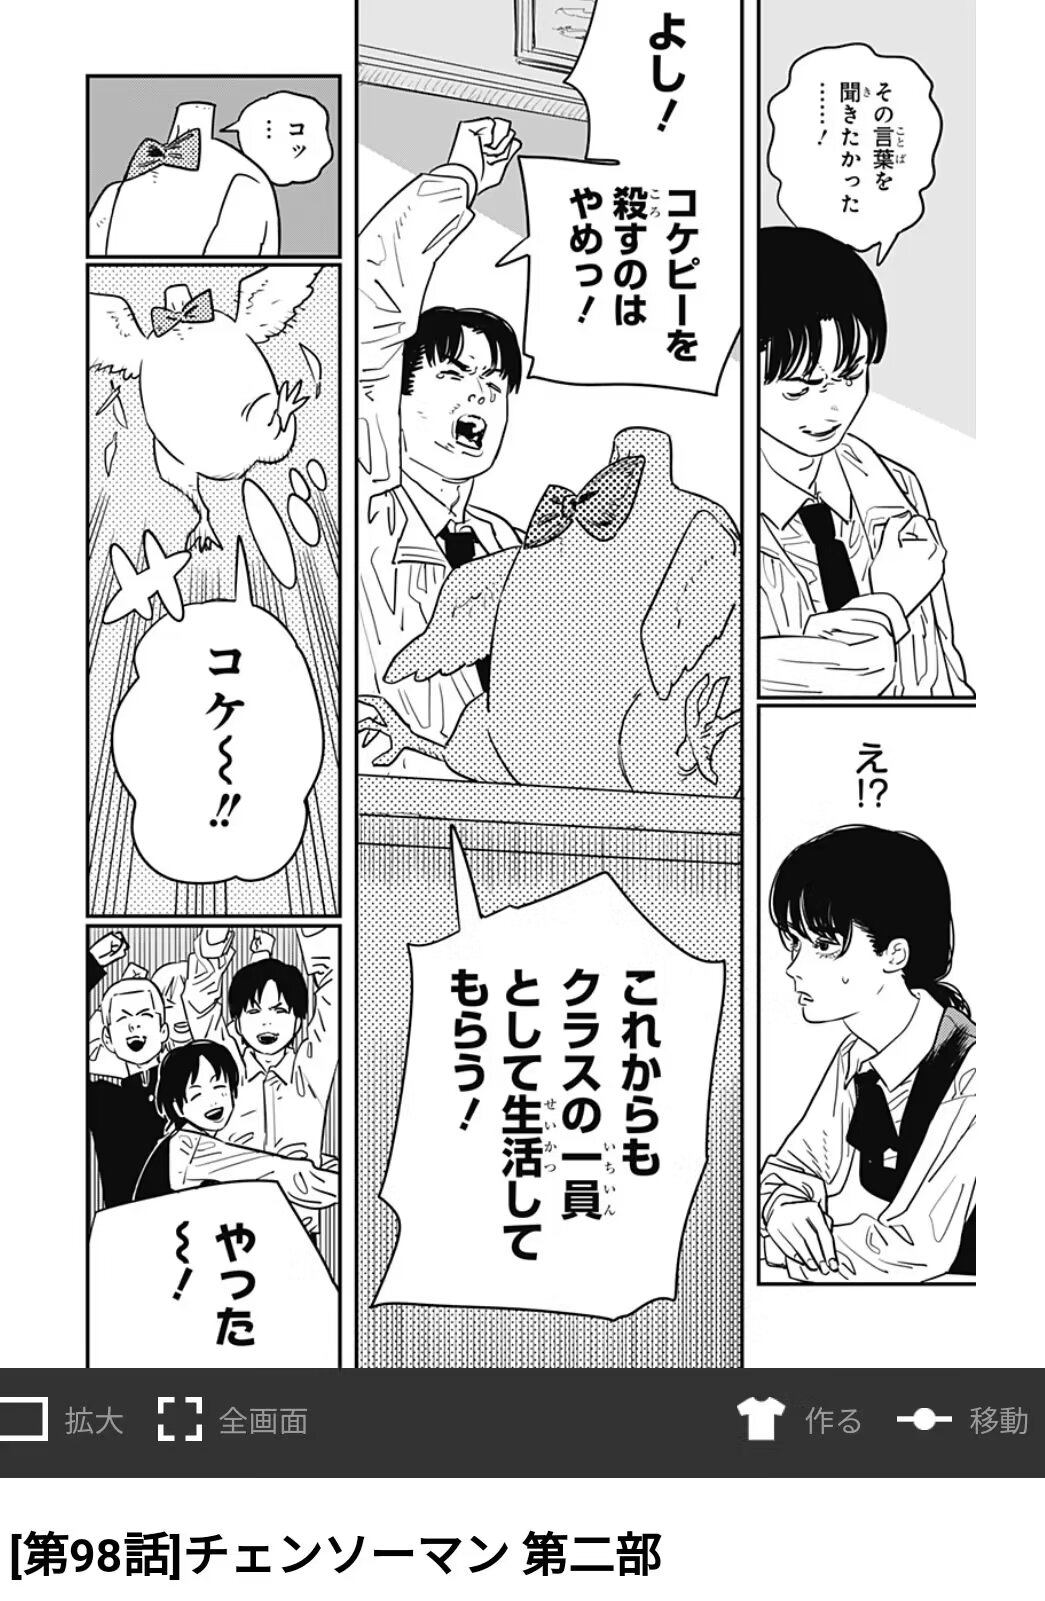 その言葉を
聞きたかった
……！
え!?
よし！
コケピーを
殺すのは
やめっ！
これからも
クラスの一員
として生活して
もらう！
コッ
…
コケ〜!!
やった
〜！
拡大
全画面
作る
移動
[第98話]チェンソーマン 第二部